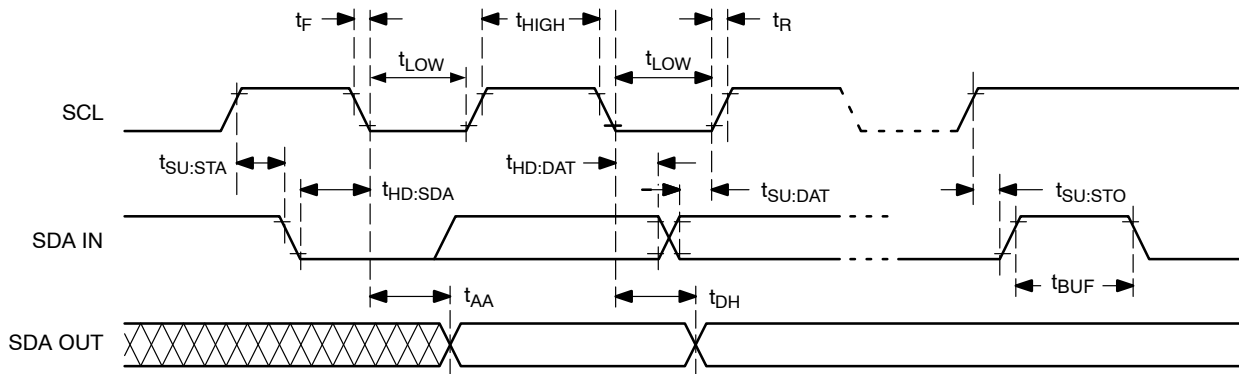 tF
tHIGH
tR
tLOW
tLOW
SCL
tSU:STA
tHD:SDA
tHD:DAT
tSU:DAT
tSU:STO
SDA IN
tBUF
tAA
tDH
SDA OUT